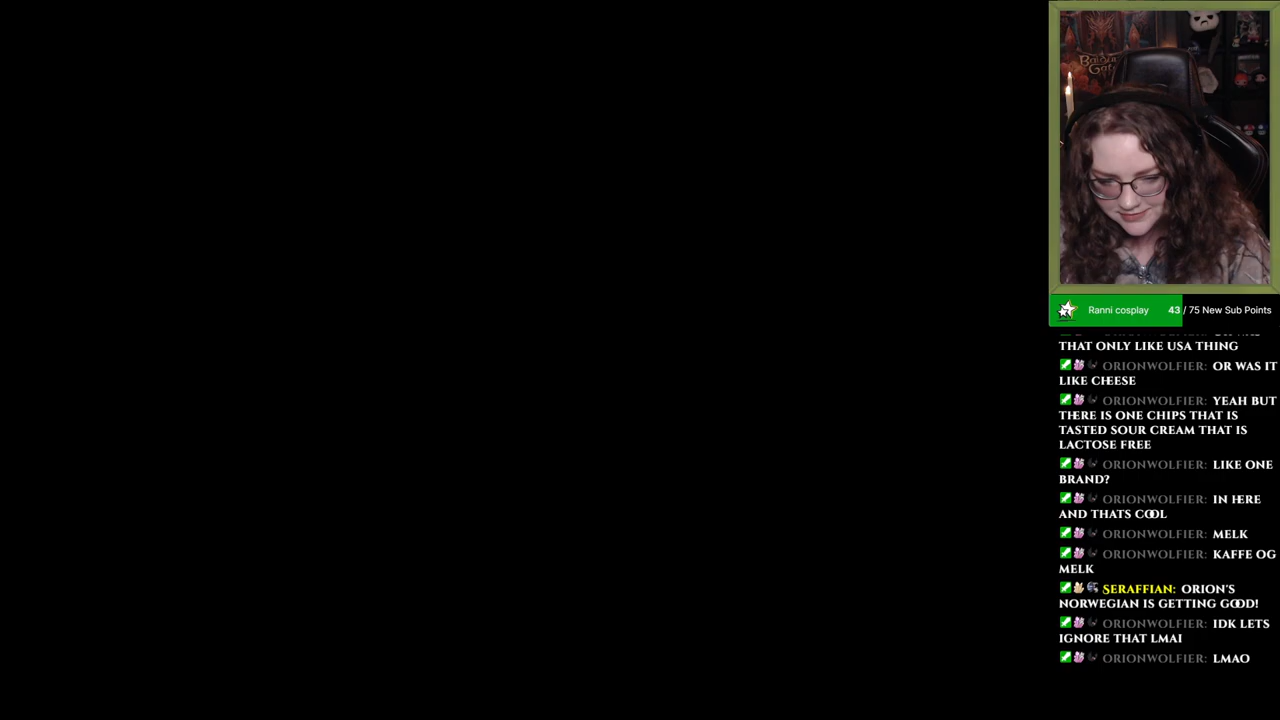 Baldur's
Gate
Ranni cosplay 43 / 75 New Sub Points
THAT ONLY LIKE USA THING
ORIONWOLFIER: OR WAS IT
LIKE CHEESE
ORIONWOLFIER: YEAH BUT
THERE IS ONE CHIPS THAT IS
TASTED SOUR CREAM THAT IS
LACTOSE FREE
ORIONWOLFIER: LIKE ONE
BRAND?
ORIONWOLFIER: IN HERE
AND THATS COOL
ORIONWOLFIER: MELK
ORIONWOLFIER: KAFFE OG
MELK
SERAFFIAN: ORION'S
NORWEGIAN IS GETTING GOOD!
ORIONWOLFIER: IDK LETS
IGNORE THAT LMAI
ORIONWOLFIER: LMAO